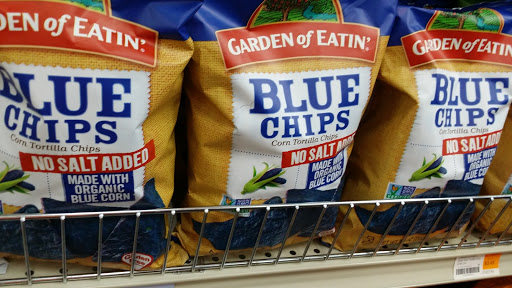 GARDEN of EATIN'.
BLUE
CHIPS
Corn Tortilla Chips
NO SALT ADDED
MADE WITH
ORGANIC
BLUE CORN
GARDEN of EATIN'.
BLUE
CHIPS
Corn Tortilla Chips
NO SALT ADDED
MADE WITH
ORGANIC
BLUE CORN
RDEN of EATIN'
BLUE
CHIPS
Corn Tortilla Chips
NO SALT ADDED
MADE WITH
ORGANIC
BLUE CORN